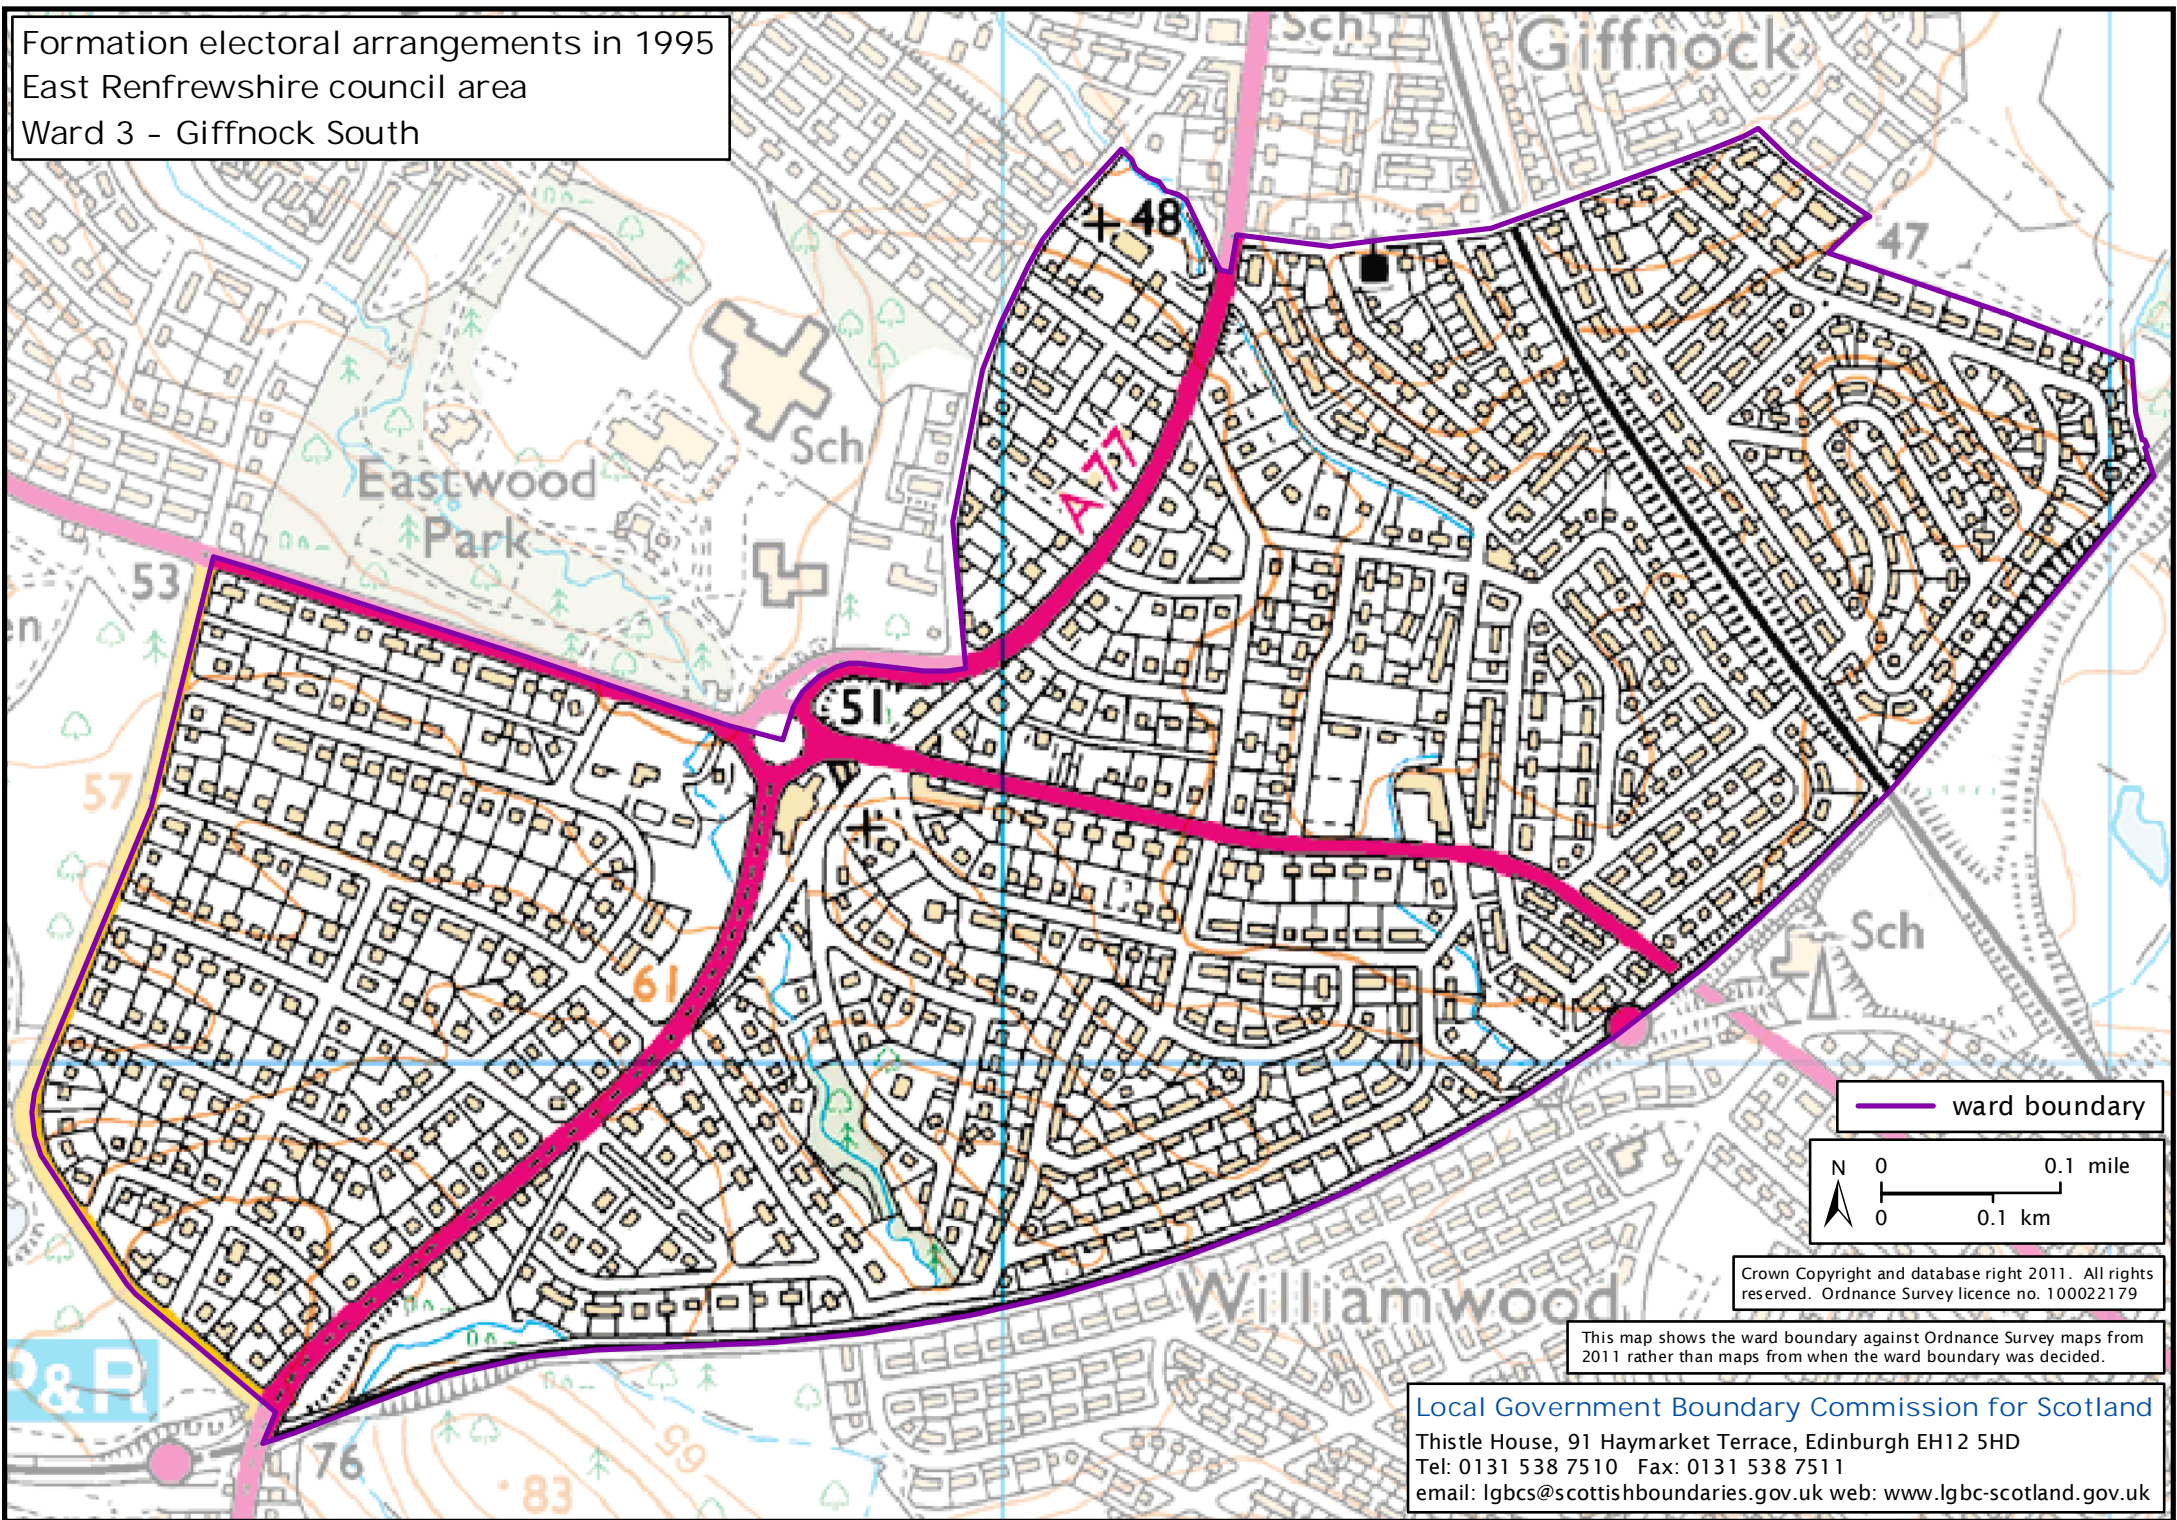 Formation electoral arrangements in 1995
East Renfrewshire council area
Ward 3 - Giffnock South
Sch
Giffnock
48
47
A 77
Sch
Eastwood
Park
53
en
51
57
61
Sch
ward boundary
N 0 0.1 mile
0 0.1 km
Crown Copyright and database right 2011. All rights
reserved. Ordnance Survey licence no. 100022179
Williamwood
This map shows the ward boundary against Ordnance Survey maps from
2011 rather than maps from when the ward boundary was decided.
P&R
76
65
83
Local Government Boundary Commission for Scotland
Thistle House, 91 Haymarket Terrace, Edinburgh EH12 5HD
Tel: 0131 538 7510 Fax: 0131 538 7511
email: lgbcs@scottishboundaries.gov.uk web: www.lgbc-scotland.gov.uk